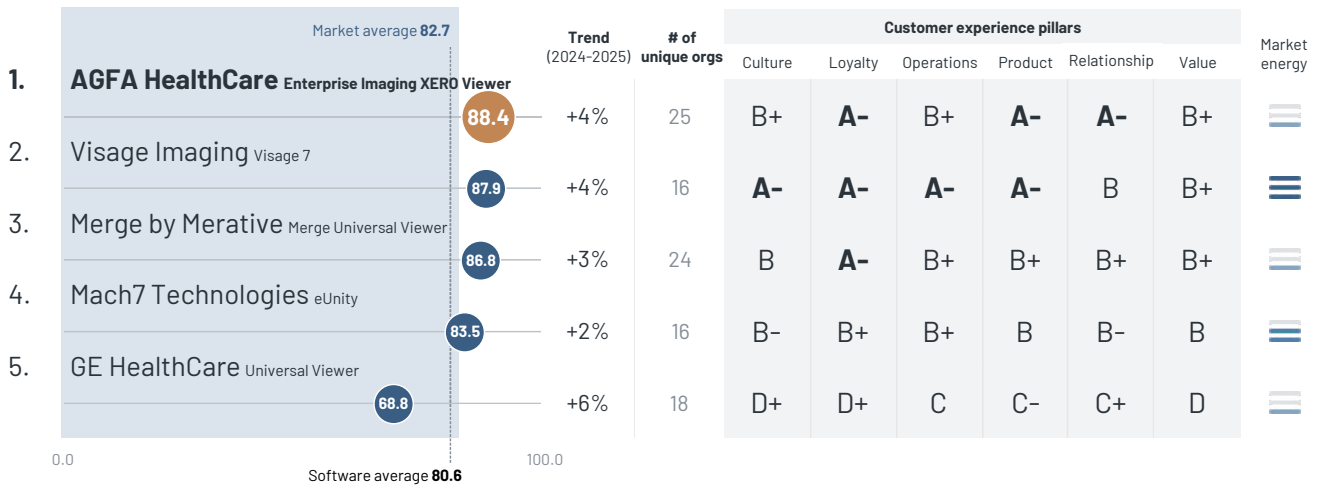 Market average 82.7
Trend
(2024-2025)
# of
unique orgs
Customer experience pillars
Culture Loyalty Operations Product Relationship Value
Market
energy
1. AGFA HealthCare Enterprise Imaging XERO Viewer
88.4 +4% 25 B+ A- B+ A- A- B+
2. Visage Imaging Visage 7
87.9 +4% 16 A- A- A- A- B B+
3. Merge by Merative Merge Universal Viewer
86.8 +3% 24 B A- B+ B+ B+ B+
4. Mach7 Technologies eUnity
83.5 +2% 16 B- B+ B+ B B- B
5. GE HealthCare Universal Viewer
68.8 +6% 18 D+ D+ C C- C+ D
0.0 100.0
Software average 80.6